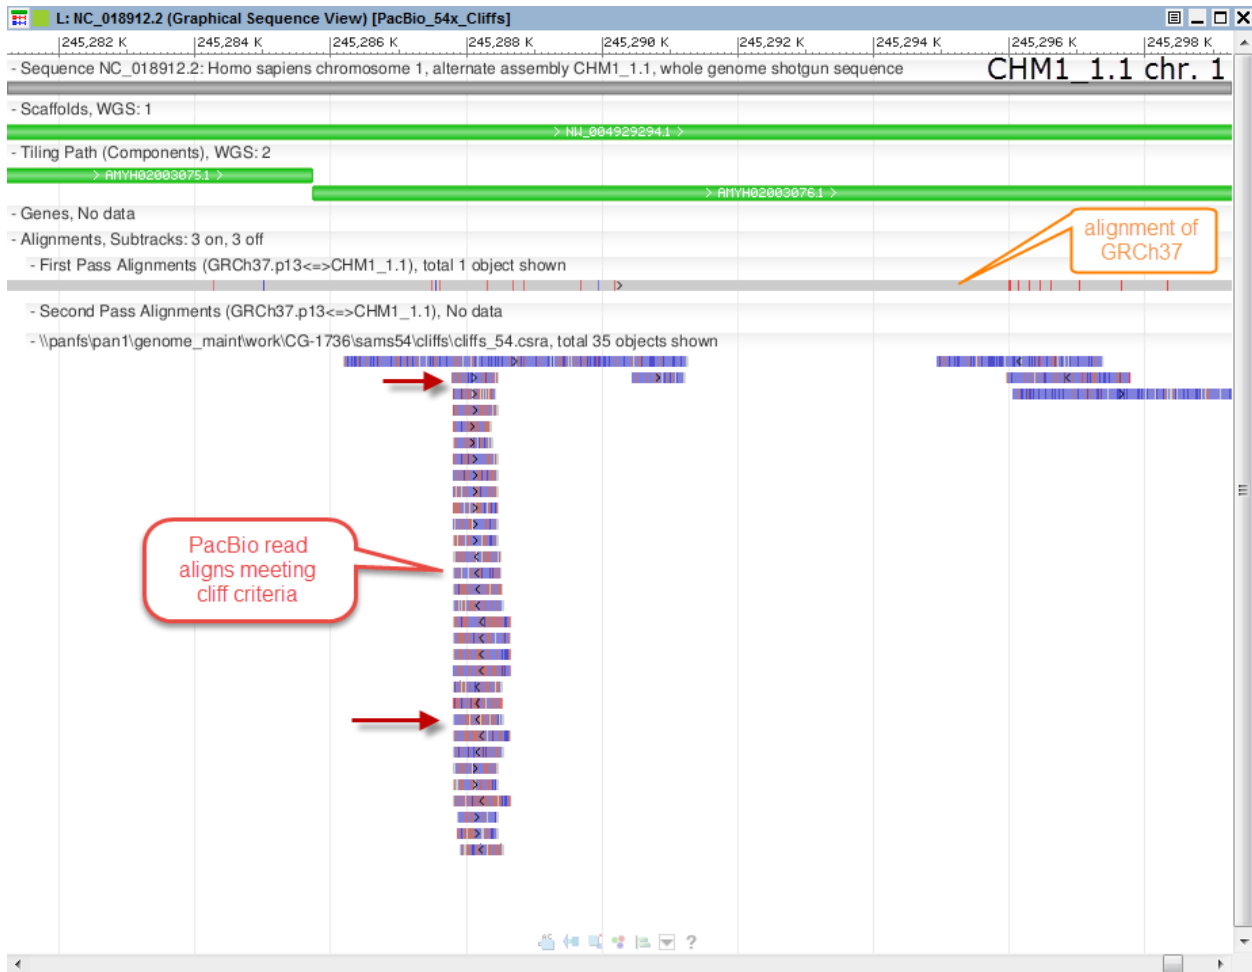 L: NC_018912.2 (Graphical Sequence View) [PacBio_54x_Cliffs]
245,282 K 245,284 K 245,286 K 245,288 K 245,290 K 245,292 K 245,294 K 245,296 K 245,298 K
- Sequence NC_018912.2: Homo sapiens chromosome 1, alternate assembly CHM1_1.1, whole genome shotgun sequence
CHM1_1.1 chr. 1
- Scaffolds, WGS: 1
> NW_004929294.1 >
- Tiling Path (Components), WGS: 2
> AMYH02003075.1 >
> AMYH02003076.1 >
- Genes, No data
- Alignments, Subtracks: 3 on, 3 off
alignment of
GRCh37
- First Pass Alignments (GRCh37.p13<=>CHM1_1.1), total 1 object shown
- Second Pass Alignments (GRCh37.p13<=>CHM1_1.1), No data
- \\panfs\pan1\genome_maint\work\CG-1736\sams54\cliffs\cliffs_54.csra, total 35 objects shown
PacBio read
aligns meeting
cliff criteria